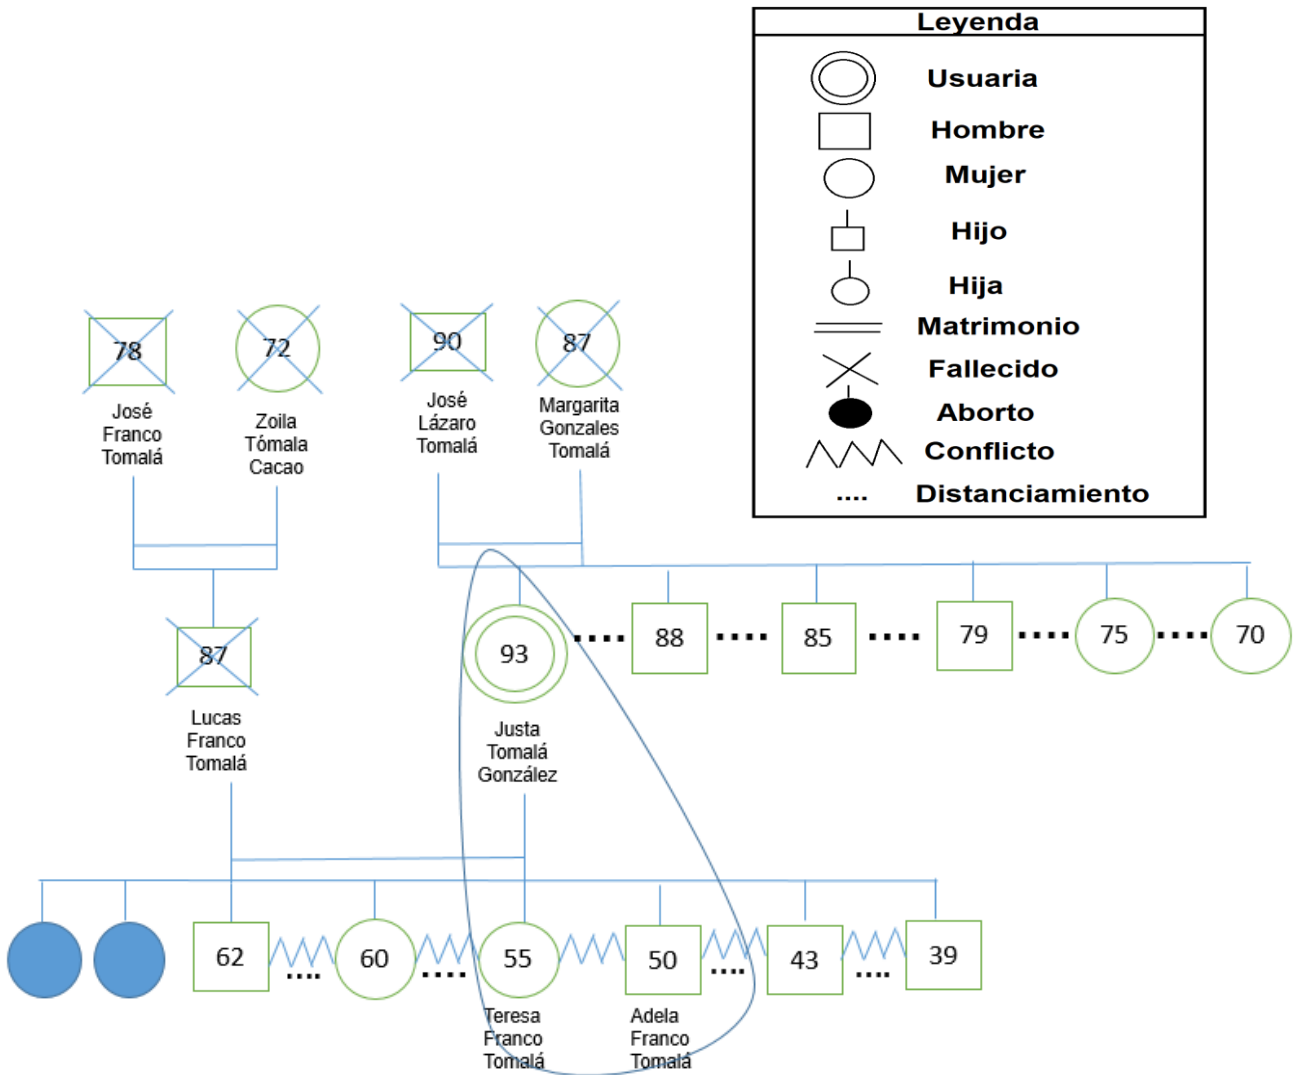 Leyenda
Usuaria
Hombre
Mujer
Hijo
Hija
Matrimonio
Fallecido
Aborto
Conflicto
Distanciamiento
78
72
90
87
José
Franco
Tomalá
Zoila
Tómala
Cacao
José
Lázaro
Tomalá
Margarita
Gonzales
Tomalá
87
93
88
85
79
75
70
Lucas
Franco
Tomalá
Justa
Tomalá
González
62
60
55
50
43
39
Teresa
Franco
Tomalá
Adela
Franco
Tomalá